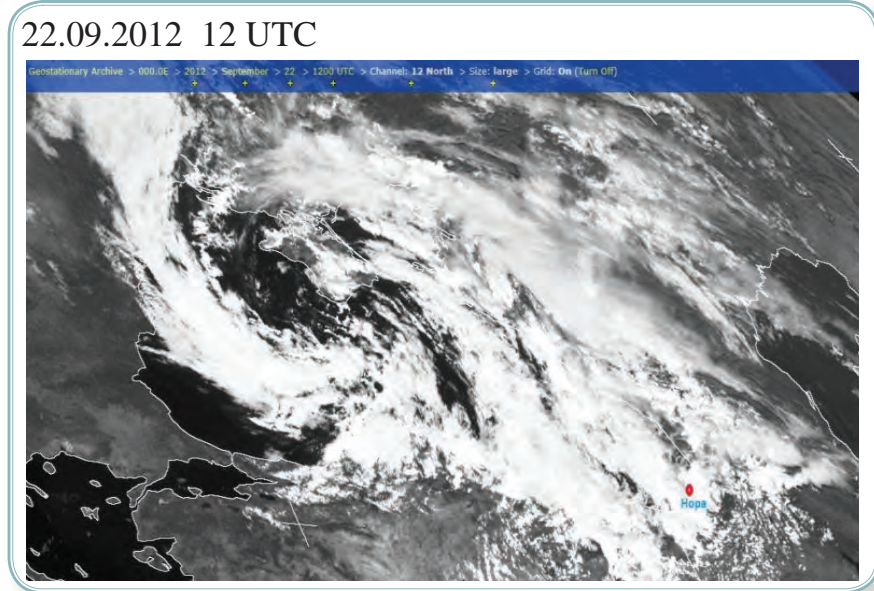 22.09.2012 12 UTC
Geostationary Archive > 000.0E > 2012 > September > 22 > 1200 UTC > Channel: 12 North > Size: large > Grid: On (Turn Off)
Hopa